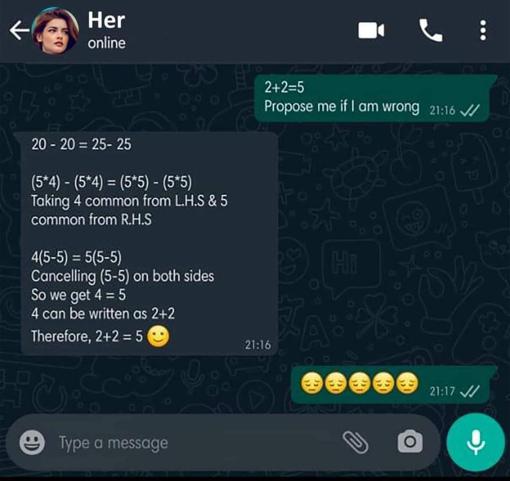 Her
online
2+2=5
Propose me if I am wrong 21:16
20 - 20 = 25- 25
(5*4) - (5*4) = (5*5) - (5*5)
Taking 4 common from L.H.S & 5
common from R.H.S
4(5-5) = 5(5-5)
Cancelling (5-5) on both sides
So we get 4 = 5
4 can be written as 2+2
Therefore, 2+2 = 5 🙂
21:16
😔😔😔😔😔 21:17
Type a message
Hi